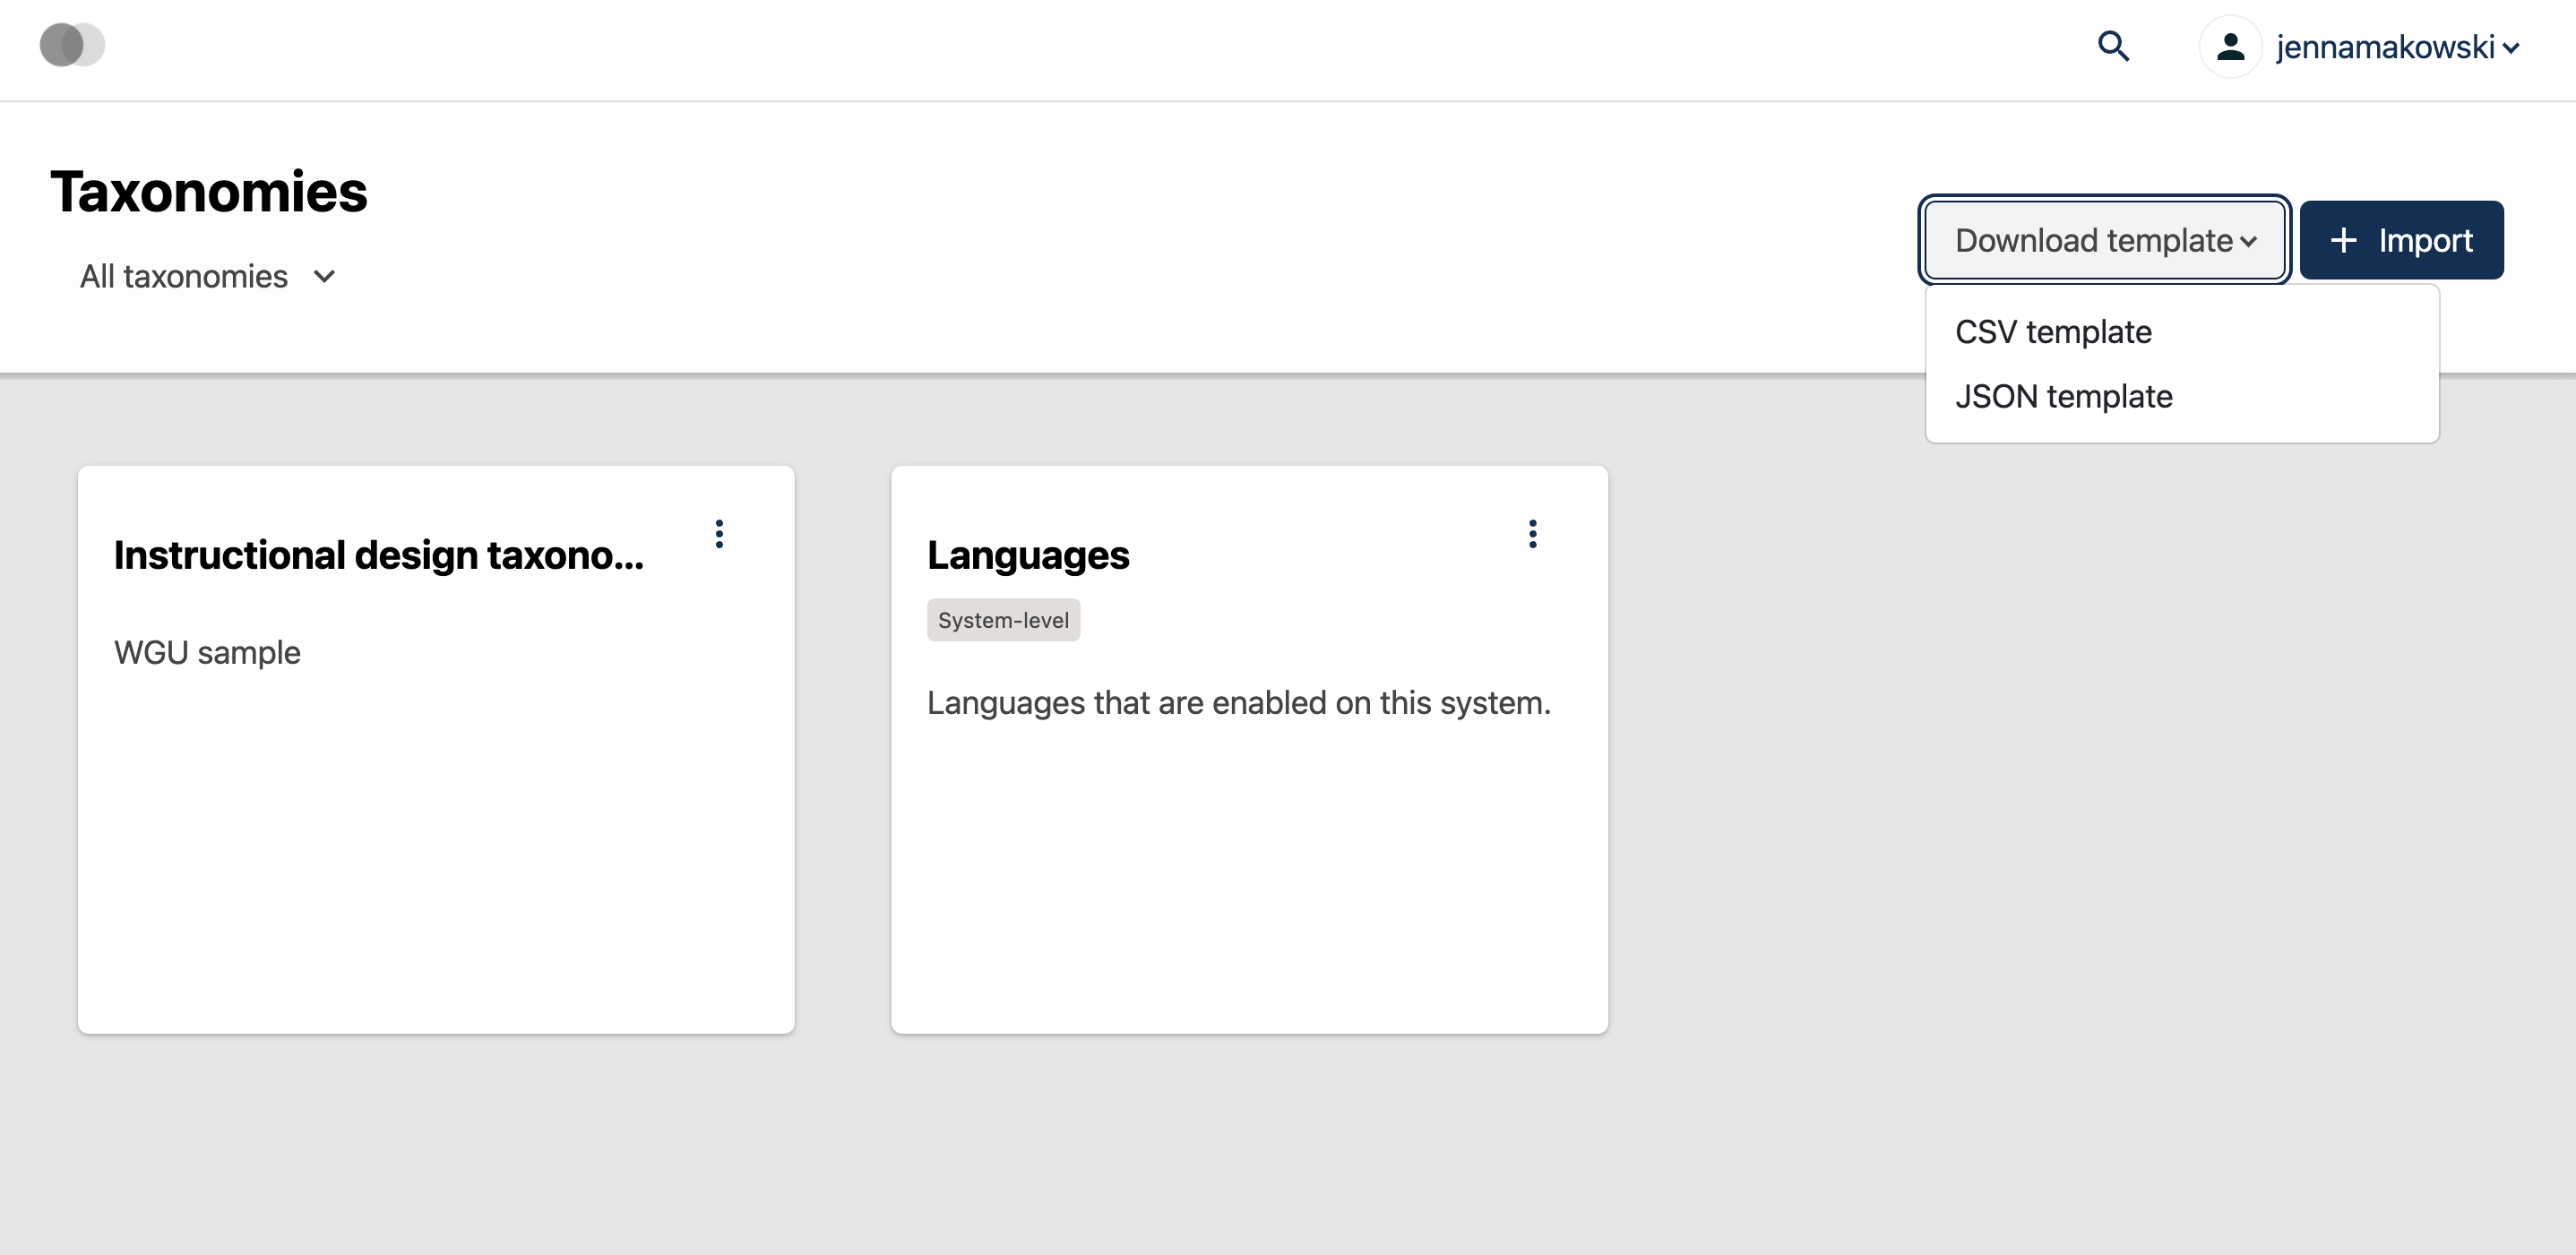 jennamakowski
Taxonomies
All taxonomies
Download template
Import
CSV template
JSON template
Instructional design taxono...
WGU sample
Languages
System-level
Languages that are enabled on this system.